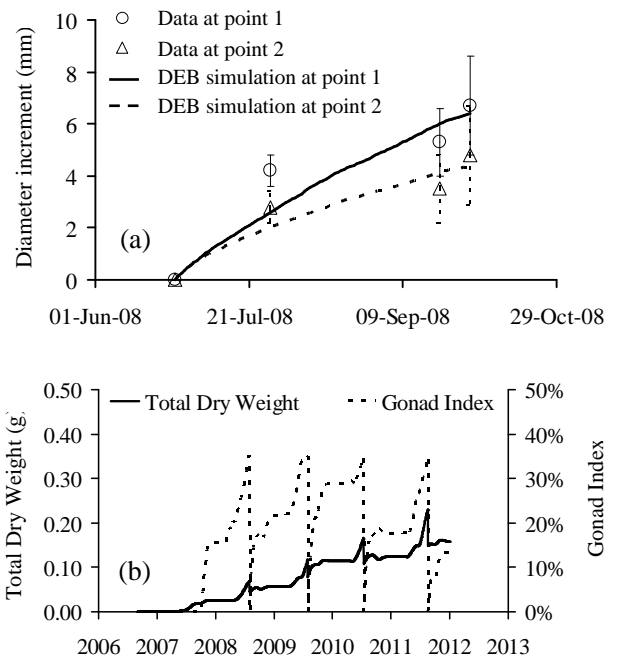 Diameter increment (mm)
10
8
6
4
2
0
Data at point 1
Data at point 2
DEB simulation at point 1
DEB simulation at point 2
(a)
01-Jun-08 21-Jul-08 09-Sep-08 29-Oct-08
Total Dry Weight (g)
0.50
0.40
0.30
0.20
0.10
0.00
Total Dry Weight Gonad Index
(b)
50%
40%
30%
20%
10%
0%
Gonad Index
2006 2007 2008 2009 2010 2011 2012 2013